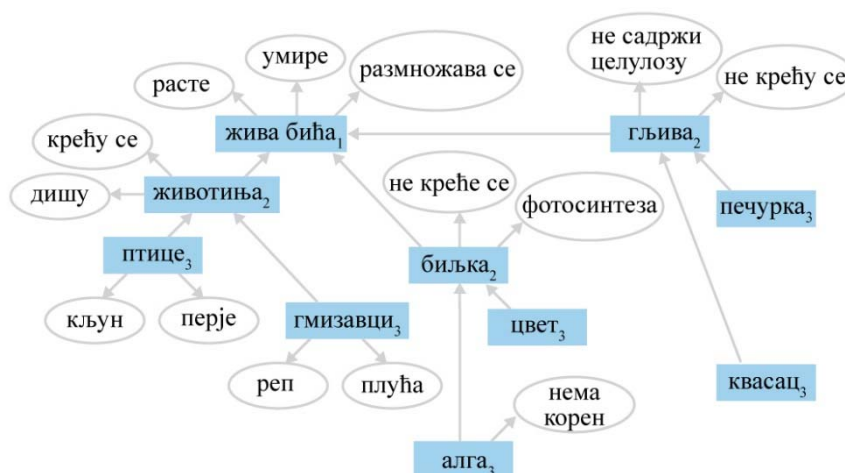 не садржи
целулозу
умире
размножава се
не крећу се
расте
крећу се
жива бића₁
гљива₂
дишу
животиња₂
не креће се
печурка₃
фотосинтеза
птице₃
биљка₂
кљун
перје
гмизавци₃
цвет₃
реп
плућа
квасац₃
нема
корен
алга₃